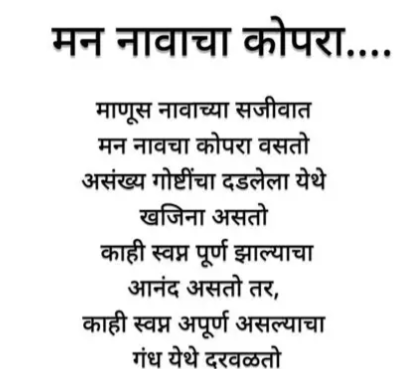 मन नावाचा कोपरा....
माणूस नावाच्या सजीवात
मन नावचा कोपरा वसतो
असंख्य गोष्टींचा दडलेला येथे
खजिना असतो
काही स्वप्न पूर्ण झाल्याचा
आनंद असतो तर,
काही स्वप्न अपूर्ण असल्याचा
गंध येथे दरवळतो